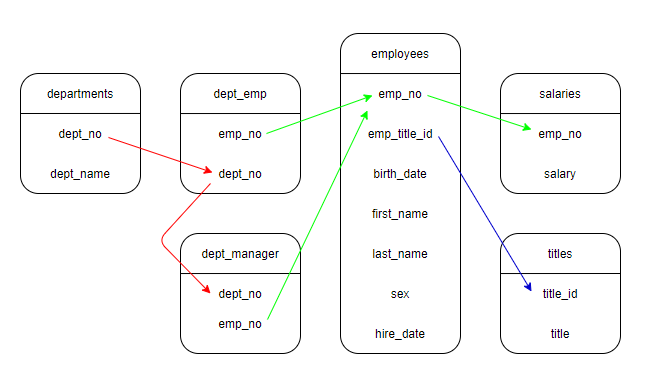 departments
dept_no
dept_name
dept_emp
emp_no
dept_no
dept_manager
dept_no
emp_no
employees
emp_no
emp_title_id
birth_date
first_name
last_name
sex
hire_date
salaries
emp_no
salary
titles
title_id
title